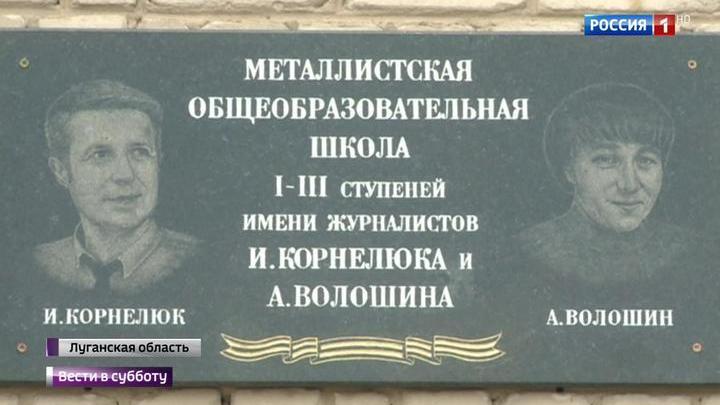 РОССИЯ 1 HD
МЕТАЛЛИСТСКАЯ
ОБЩЕОБРАЗОВАТЕЛЬНАЯ
ШКОЛА
I-III СТУПЕНЕЙ
ИМЕНИ ЖУРНАЛИСТОВ
И.КОРНЕЛЮКА И
А.ВОЛОШИНА
И.КОРНЕЛЮК
А.ВОЛОШИН
Луганская область
Вести в субботу